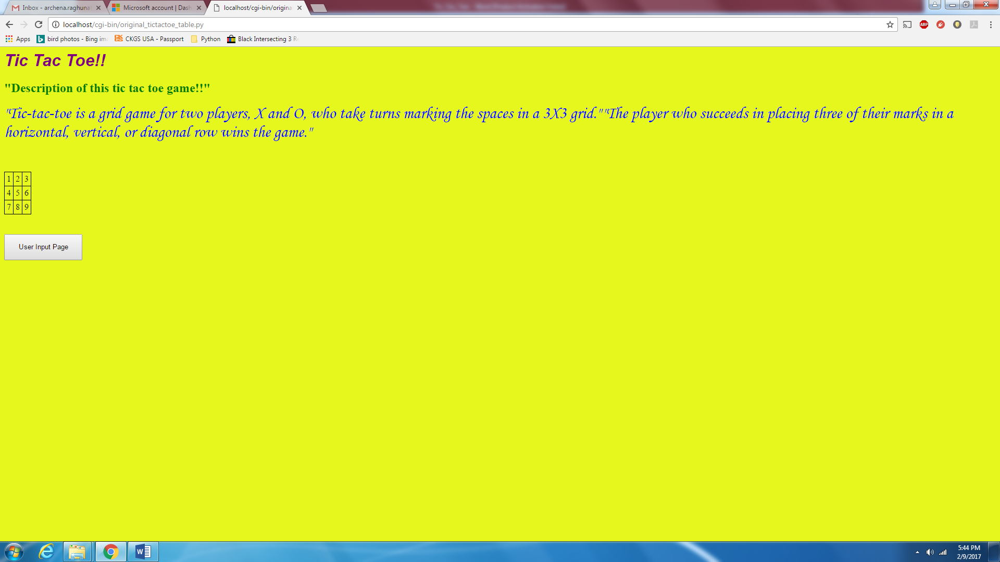 Inbox - archena.raghuna
Microsoft account | Dash
localhost/cgi-bin/origina
localhost/cgi-bin/original_tictactoe_table.py
ABP
Apps
bird photos - Bing im
CKGS USA - Passport
Python
Black Intersecting 3 R
Tic Tac Toe!!
"Description of this tic tac toe game!!"
"Tic-tac-toe is a grid game for two players, X and O, who take turns marking the spaces in a 3X3 grid.""The player who succeeds in placing three of their marks in a
horizontal, vertical, or diagonal row wins the game."
1 2 3
4 5 6
7 8 9
User Input Page
W
5:44 PM
2/9/2017